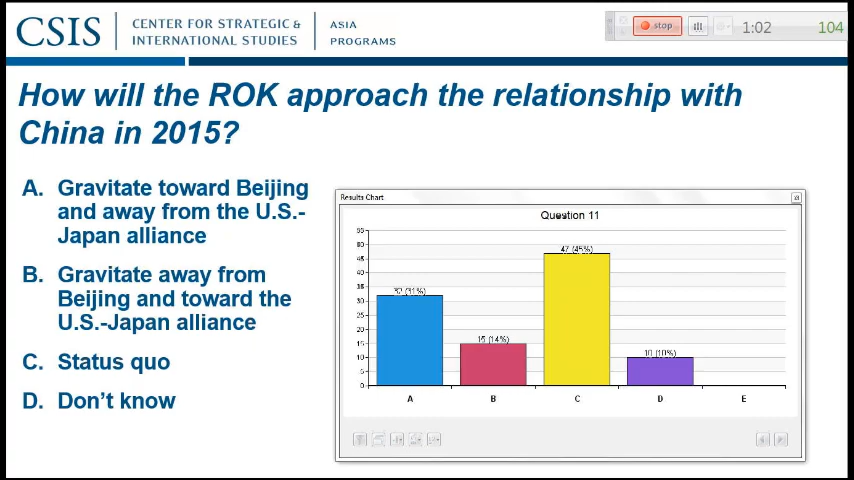 CSIS
CENTER FOR STRATEGIC &
INTERNATIONAL STUDIES
ASIA
PROGRAMS
stop
1:02
104
How will the ROK approach the relationship with
China in 2015?
A. Gravitate toward Beijing
and away from the U.S.-
Japan alliance
B. Gravitate away from
Beijing and toward the
U.S.-Japan alliance
C. Status quo
D. Don't know
Results Chart
Question 11
55
50
45
40
35
30
25
20
15
10
5
0
32 (31%)
15 (14%)
47 (45%)
10 (10%)
A B C D E